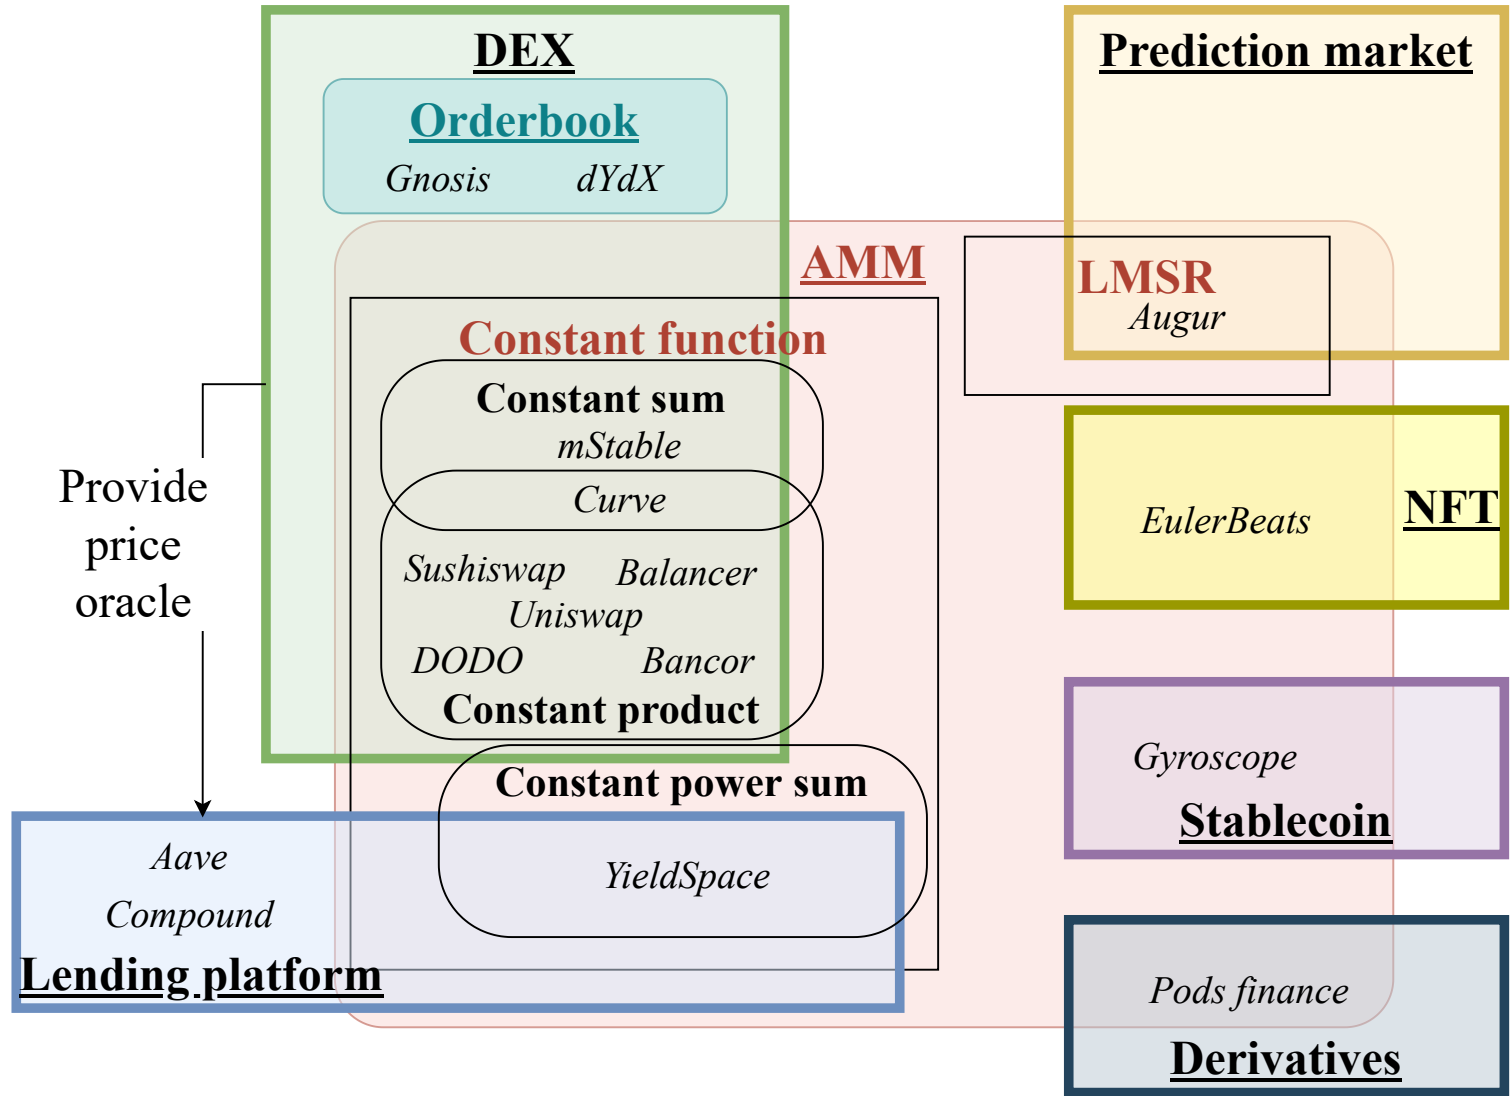 DEX
Prediction market
Orderbook
Gnosis dYdX
AMM
LMSR
Augur
Constant function
Constant sum
mStable
Curve
Sushiswap Balancer
Uniswap
DODO Bancor
Constant product
Provide
price
oracle
EulerBeats
NFT
Gyroscope
Stablecoin
Constant power sum
YieldSpace
Aave
Compound
Lending platform
Pods finance
Derivatives